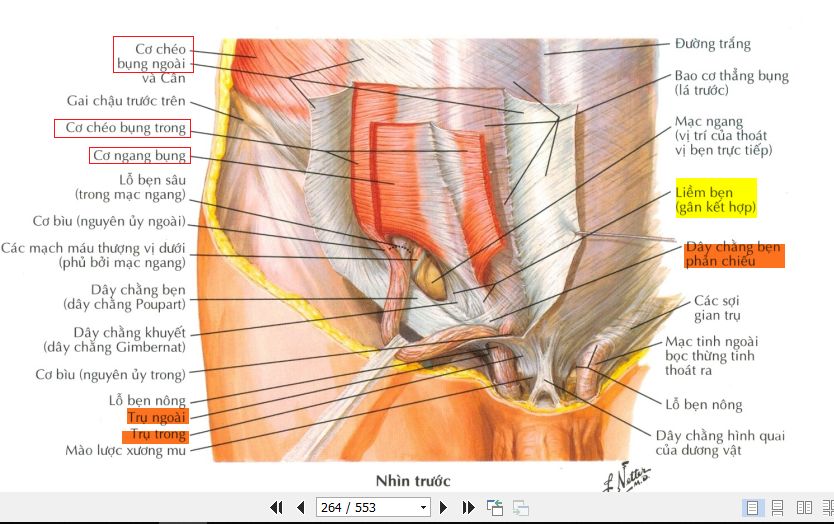 Cơ chéo
bụng ngoài
và Cân
Gai chậu trước trên
Cơ chéo bụng trong
Cơ ngang bụng
Lỗ bẹn sâu
(trong mạc ngang)
Cơ bìu (nguyên ủy ngoài)
Các mạch máu thượng vị dưới
(phủ bởi mạc ngang)
Dây chằng bẹn
(dây chằng Poupart)
Dây chằng khuyết
(dây chằng Gimbernat)
Cơ bìu (nguyên ủy trong)
Lỗ bẹn nông
Trụ ngoài
Trụ trong
Mào lược xương mu
Đường trắng
Bao cơ thẳng bụng
(lá trước)
Mạc ngang
(vị trí của thoát
vị bẹn trực tiếp)
Liềm bẹn
(gân kết hợp)
Dây chằng bẹn
phản chiếu
Các sợi
gian trụ
Mạc tinh ngoài
bọc thừng tinh
thoát ra
Lỗ bẹn nông
Dây chằng hình quai
của dương vật
Nhìn trước
F. Netter
M.D.
264 / 553